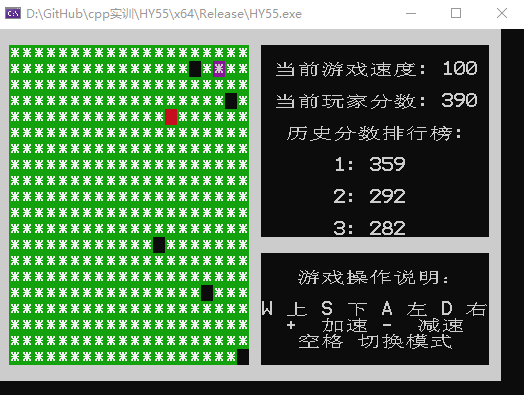 D:\GitHub\cpp实训\HY55\x64\Release\HY55.exe
当前游戏速度: 100
当前玩家分数: 390
历史分数排行榜:
1: 359
2: 292
3: 282
游戏操作说明:
W 上 S 下 A 左 D 右
+ 加速 - 减速
空格 切换模式